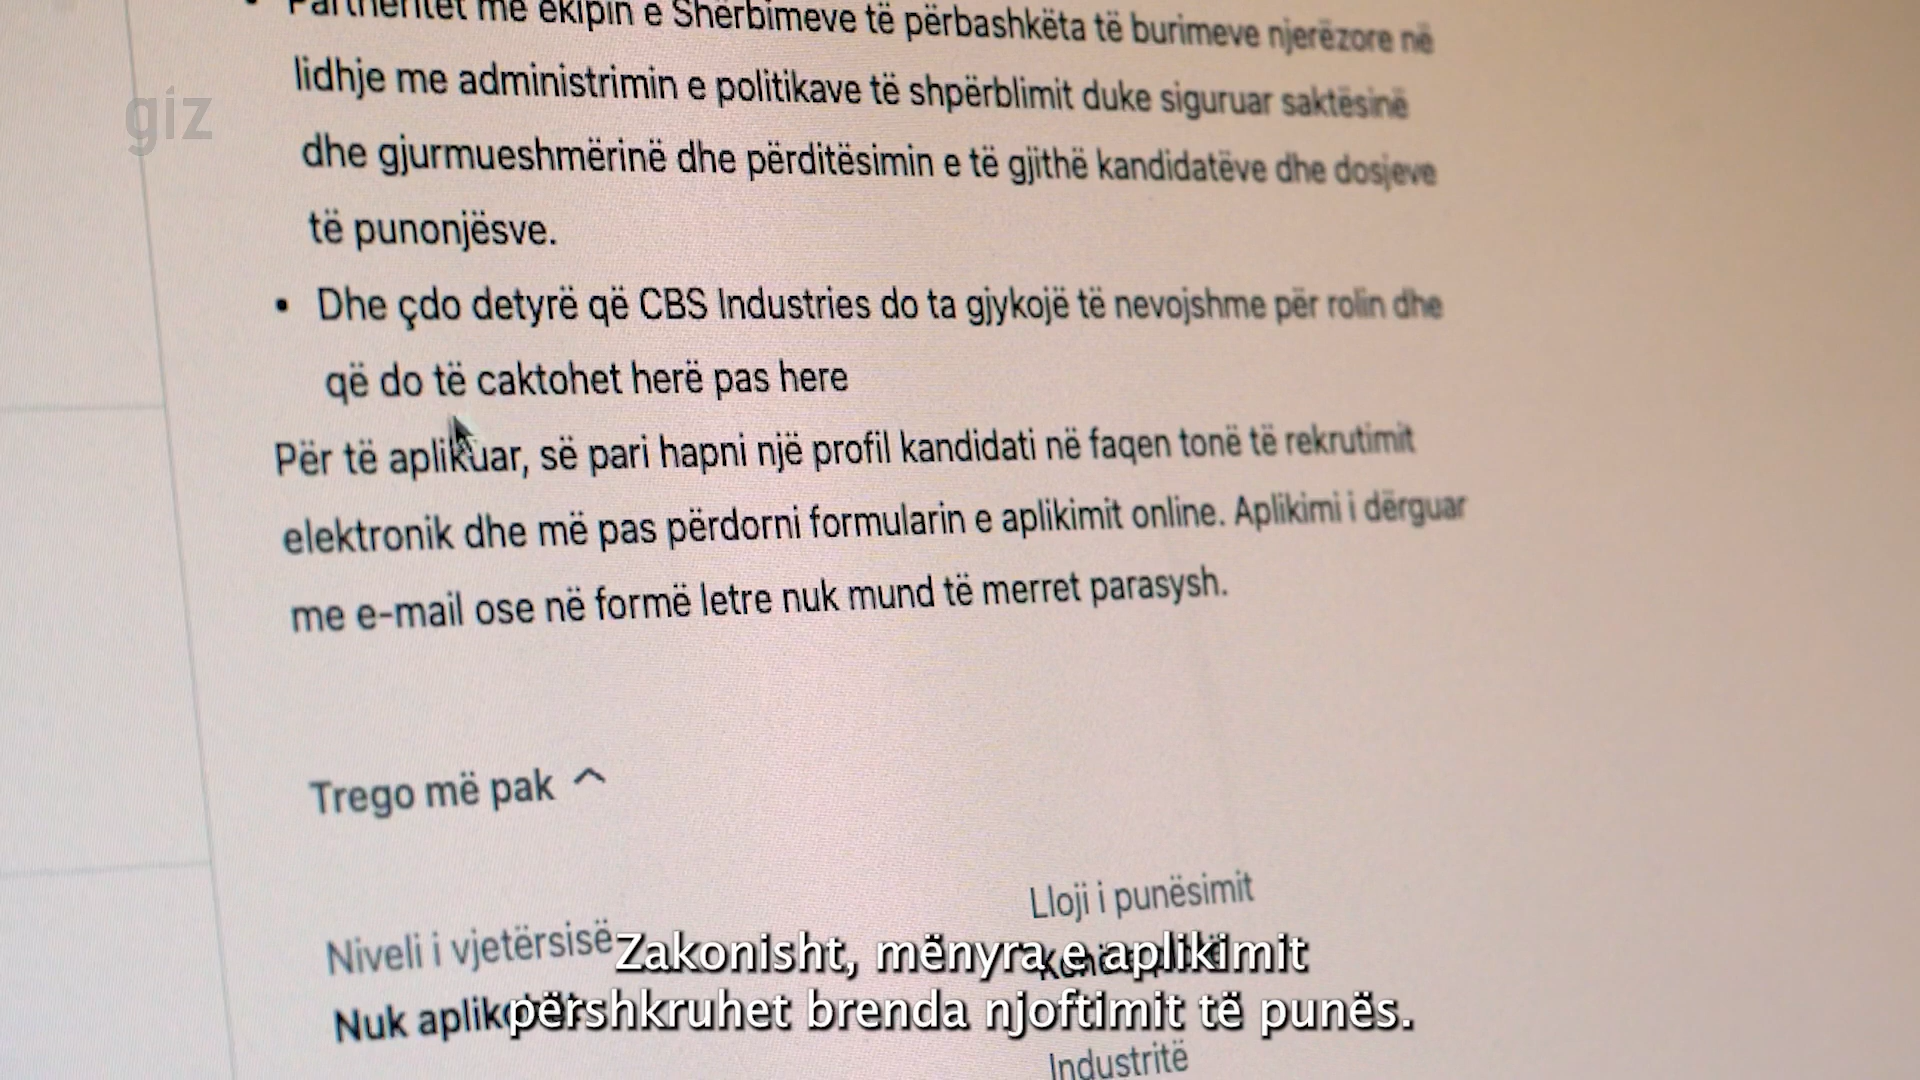 Partneritet me ekipin e Shërbimeve të përbashkëta të burimeve njerëzore në
lidhje me administrimin e politikave të shpërblimit duke siguruar saktësinë
giz
dhe gjurmueshmërinë dhe përditësimin e të gjithë kandidatëve dhe dosjeve
të punonjësve.
• Dhe çdo detyrë që CBS Industries do ta gjykojë të nevojshme për rolin dhe
që do të caktohet herë pas here
Për të aplikuar, së pari hapni një profil kandidati në faqen tonë të rekrutimit
elektronik dhe më pas përdorni formularin e aplikimit online. Aplikimi i dërguar
me e-mail ose në formë letre nuk mund të merret parasysh.
Trego më pak
Lloji i punësimit
Niveli i vjetërsisë
Zakonisht, mënyra e aplikimit
Nuk
përshkruhet brenda njoftimit të punës.
Industritë